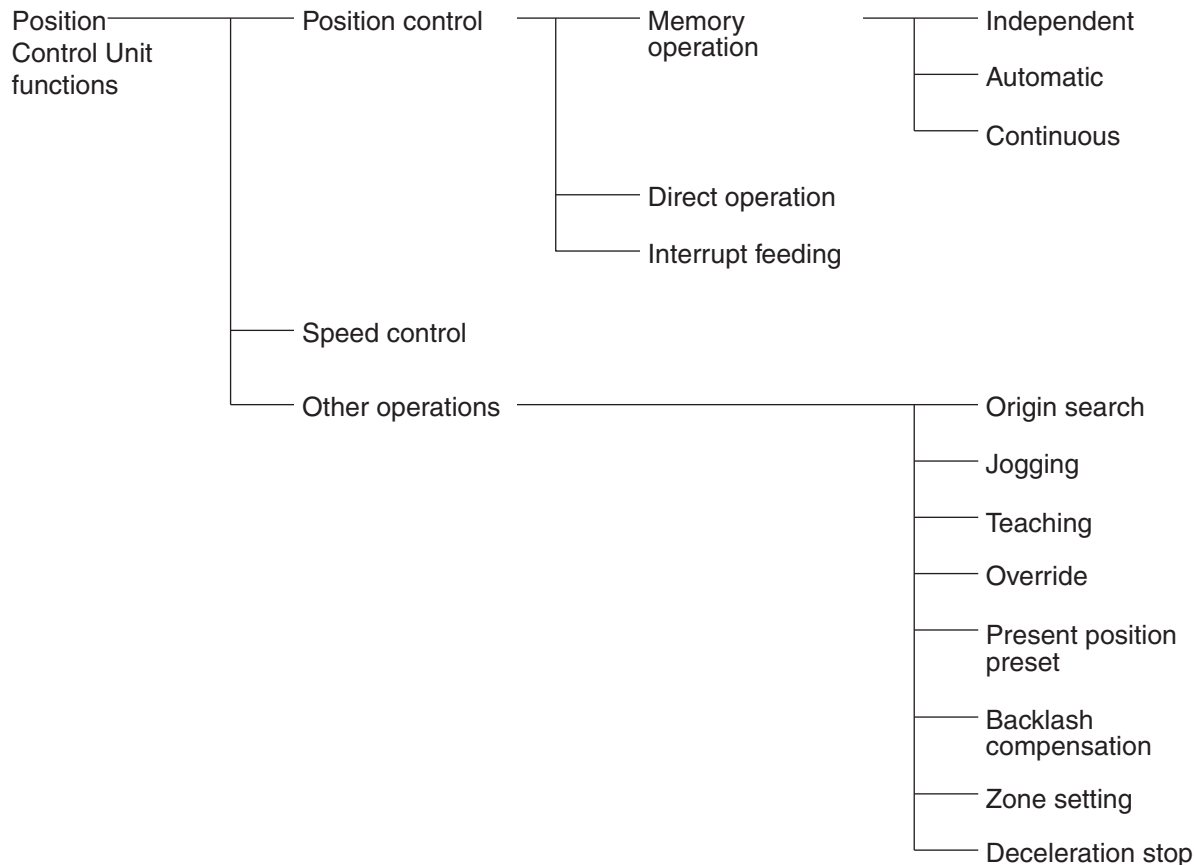 Position
Control Unit
functions
Position control
Memory
operation
Independent
Automatic
Continuous
Direct operation
Interrupt feeding
Speed control
Other operations
Origin search
Jogging
Teaching
Override
Present position
preset
Backlash
compensation
Zone setting
Deceleration stop